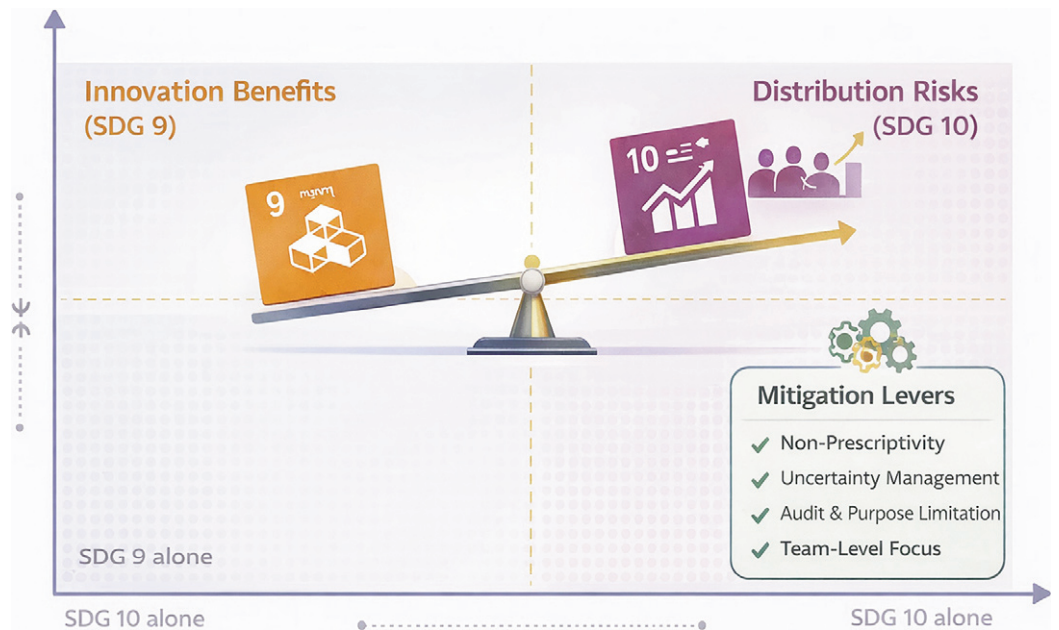 Innovation Benefits
(SDG 9)
Distribution Risks
(SDG 10)
9
10
Mitigation Levers
Non-Prescriptivity
Uncertainty Management
Audit & Purpose Limitation
Team-Level Focus
SDG 9 alone
SDG 10 alone
SDG 10 alone